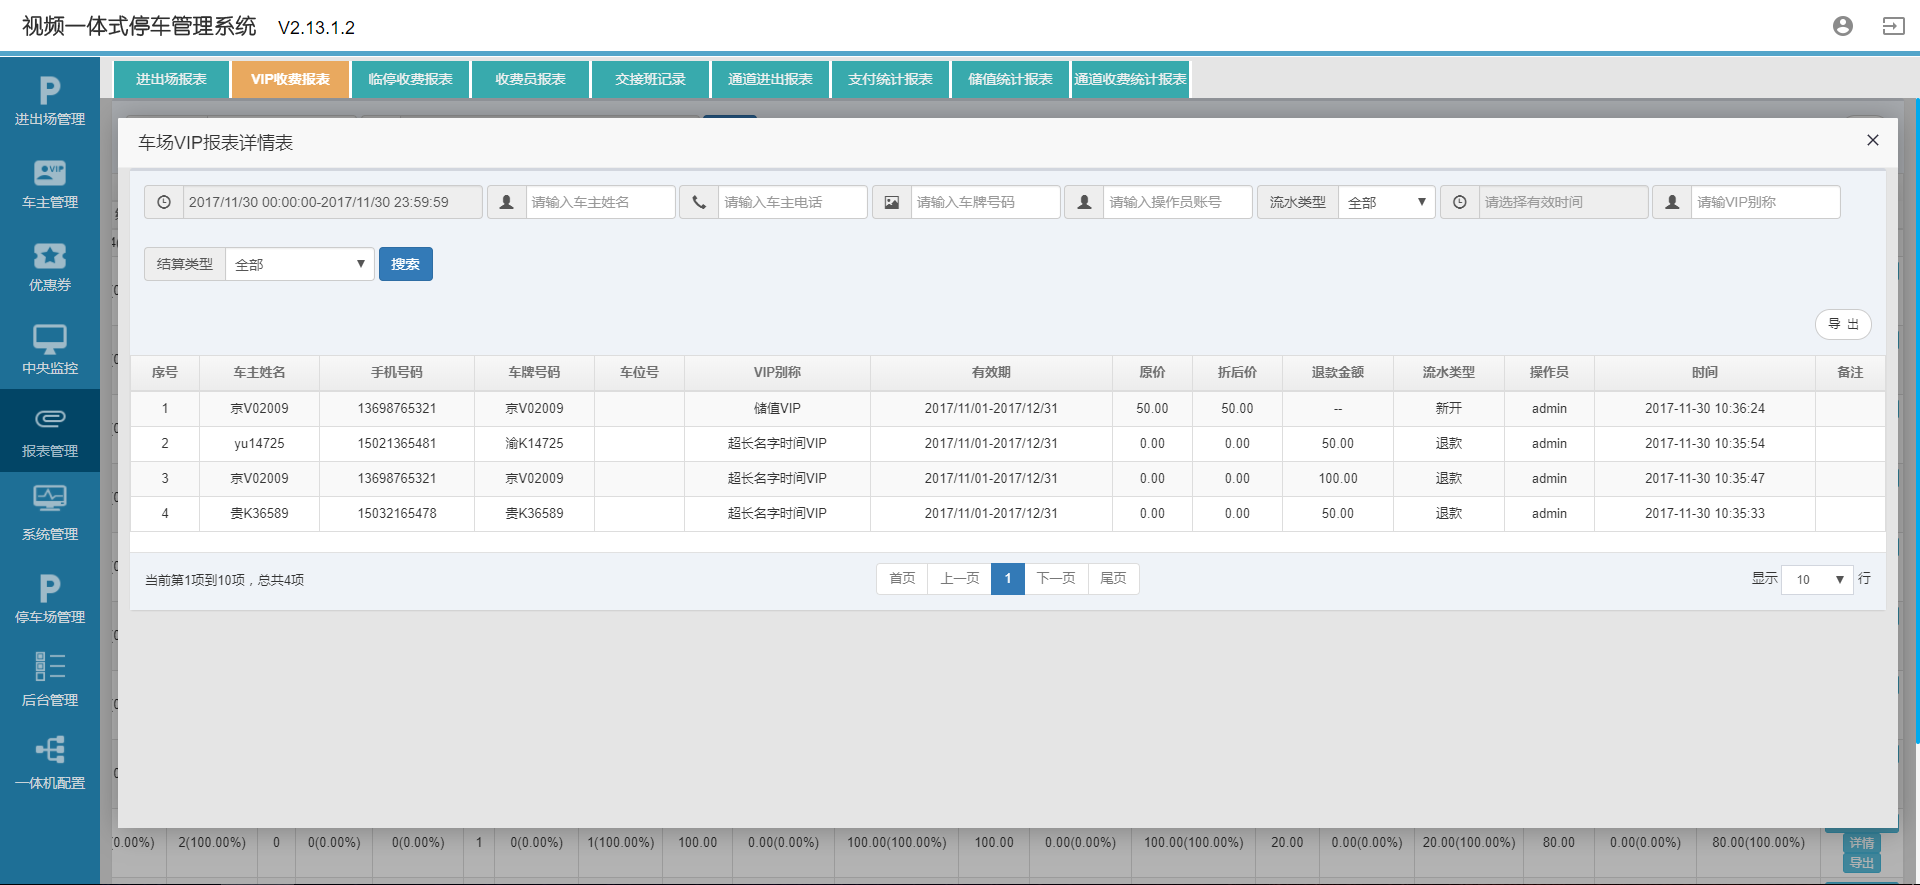 视频一体式停车管理系统 V2.13.1.2
进出场报表 VIP收费报表 临停收费报表 收费员报表 交接班记录 通道进出报表 支付统计报表 储值统计报表 通道收费统计报表
进出场管理
车主管理
优惠券
中央监控
报表管理
系统管理
停车场管理
后台管理
一体机配置
车场VIP报表详情表 ×
2017/11/30 00:00:00-2017/11/30 23:59:59 请输入车主姓名 请输入车主电话 请输入车牌号码 请输入操作员账号 流水类型 全部 请选择有效时间 请输VIP别称
结算类型 全部 搜索
导 出
序号 车主姓名 手机号码 车牌号码 车位号 VIP别称 有效期 原价 折后价 退款金额 流水类型 操作员 时间 备注
1 京V02009 13698765321 京V02009 储值VIP 2017/11/01-2017/12/31 50.00 50.00 -- 新开 admin 2017-11-30 10:36:24
2 yu14725 15021365481 渝K14725 超长名字时间VIP 2017/11/01-2017/12/31 0.00 0.00 50.00 退款 admin 2017-11-30 10:35:54
3 京V02009 13698765321 京V02009 超长名字时间VIP 2017/11/01-2017/12/31 0.00 0.00 100.00 退款 admin 2017-11-30 10:35:47
4 贵K36589 15032165478 贵K36589 超长名字时间VIP 2017/11/01-2017/12/31 0.00 0.00 50.00 退款 admin 2017-11-30 10:35:33
当前第1项到10项，总共4项 首页 上一页 1 下一页 尾页 显示 10 行
0.00%) 2(100.00%) 0 0(0.00%) 0(0.00%) 1 0(0.00%) 1(100.00%) 100.00 0.00(0.00%) 100.00(100.00%) 100.00 0.00(0.00%) 100.00(100.00%) 20.00 0.00(0.00%) 20.00(100.00%) 80.00 0.00(0.00%) 80.00(100.00%) 详情
导出